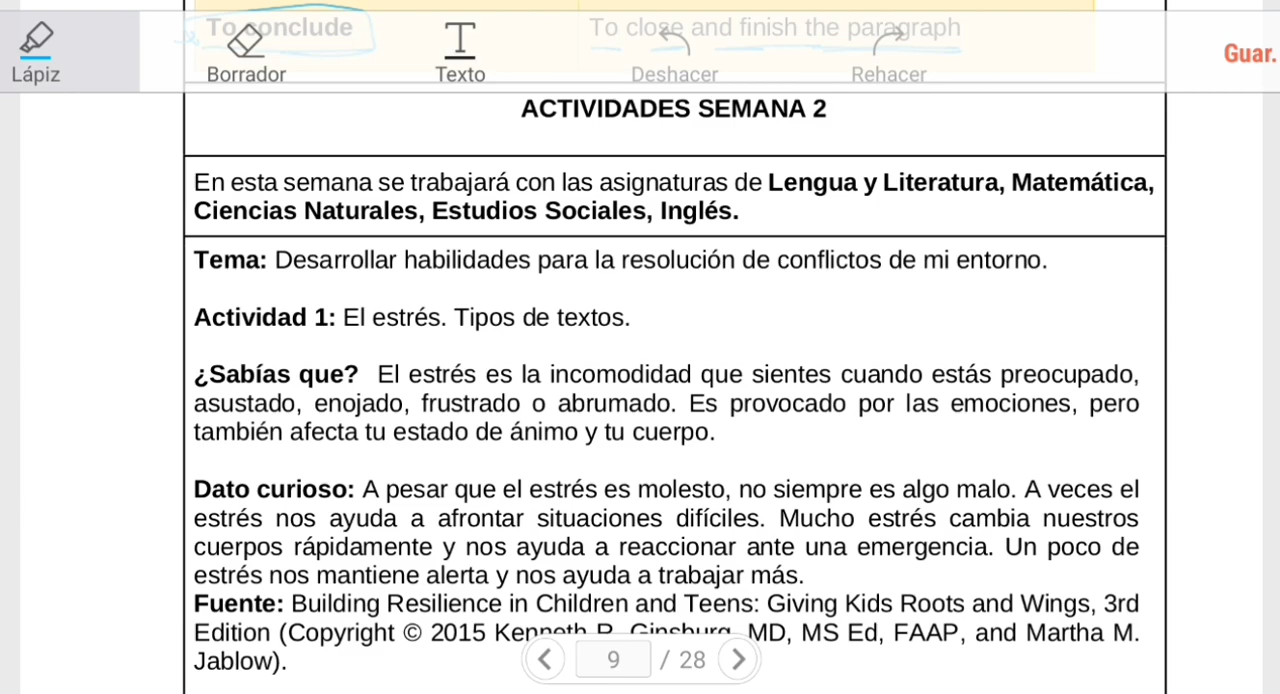 To conclude To close and finish the paragraph
Lápiz Borrador Texto Deshacer Rehacer Guar.
ACTIVIDADES SEMANA 2
En esta semana se trabajará con las asignaturas de Lengua y Literatura, Matemática,
Ciencias Naturales, Estudios Sociales, Inglés.
Tema: Desarrollar habilidades para la resolución de conflictos de mi entorno.
Actividad 1: El estrés. Tipos de textos.
¿Sabías que? El estrés es la incomodidad que sientes cuando estás preocupado,
asustado, enojado, frustrado o abrumado. Es provocado por las emociones, pero
también afecta tu estado de ánimo y tu cuerpo.
Dato curioso: A pesar que el estrés es molesto, no siempre es algo malo. A veces el
estrés nos ayuda a afrontar situaciones difíciles. Mucho estrés cambia nuestros
cuerpos rápidamente y nos ayuda a reaccionar ante una emergencia. Un poco de
estrés nos mantiene alerta y nos ayuda a trabajar más.
Fuente: Building Resilience in Children and Teens: Giving Kids Roots and Wings, 3rd
Edition (Copyright © 2015 Kenneth R. Ginsburg, MD, MS Ed, FAAP, and Martha M.
Jablow).
9 / 28